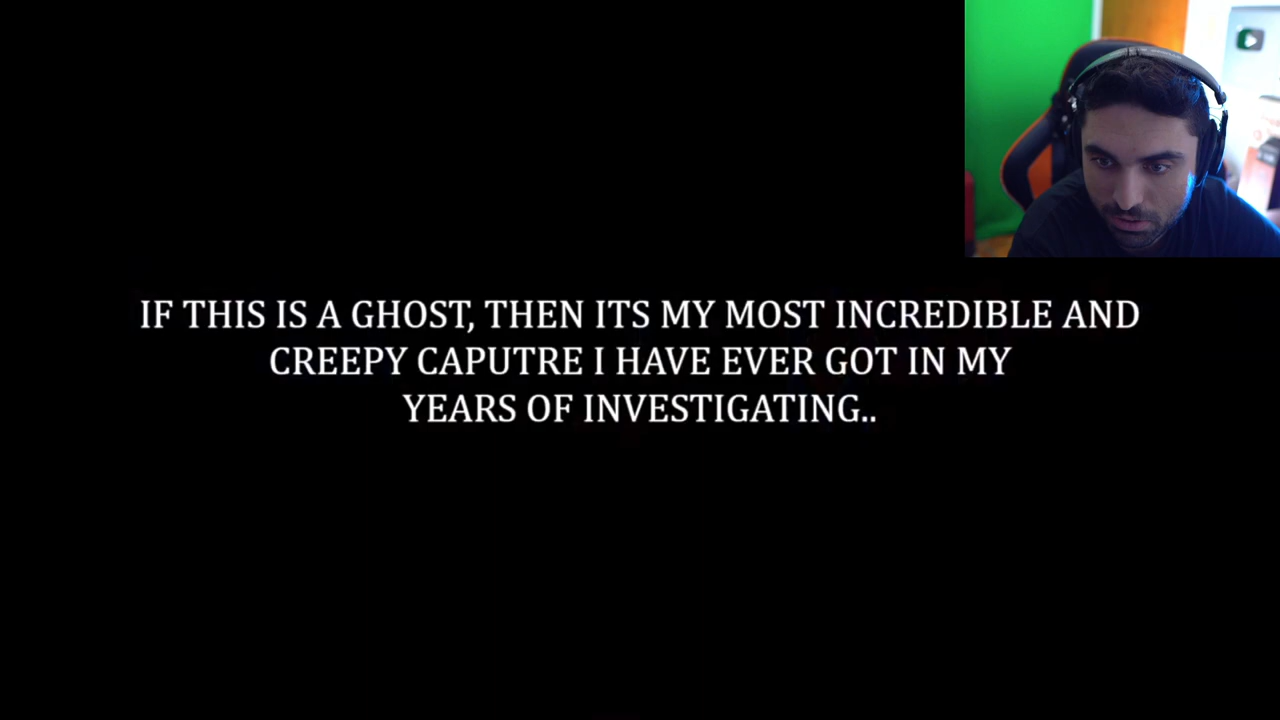 IF THIS IS A GHOST, THEN ITS MY MOST INCREDIBLE AND
CREEPY CAPUTRE I HAVE EVER GOT IN MY
YEARS OF INVESTIGATING..